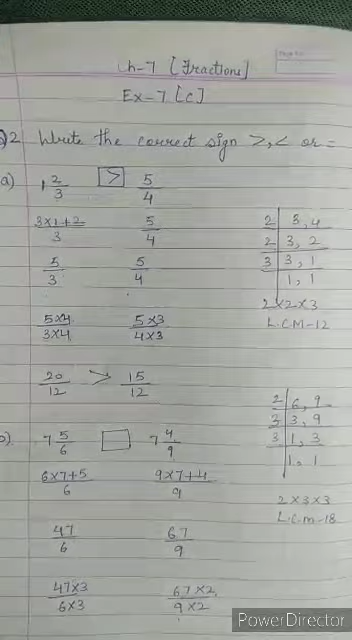 Ch-7 [Fractions]
Ex-7 [C]
Q2 Write the correct sign >, < or =
a) 1 2/3 > 5/4
3×1+2/3 5/4
5/3 5/4
5×4/3×4 5×3/4×3
20/12 > 15/12
2 | 3, 4
2 | 3, 2
3 | 3, 1
1, 1
2×2×3
L.C.M-12
b) 7 5/6 □ 7 4/9
6×7+5/6 9×7+4/9
47/6 67/9
47×3/6×3 67×2/9×2
2 | 6, 9
3 | 3, 9
3 | 1, 3
1, 1
2×3×3
L.C.M-18
PowerDirector